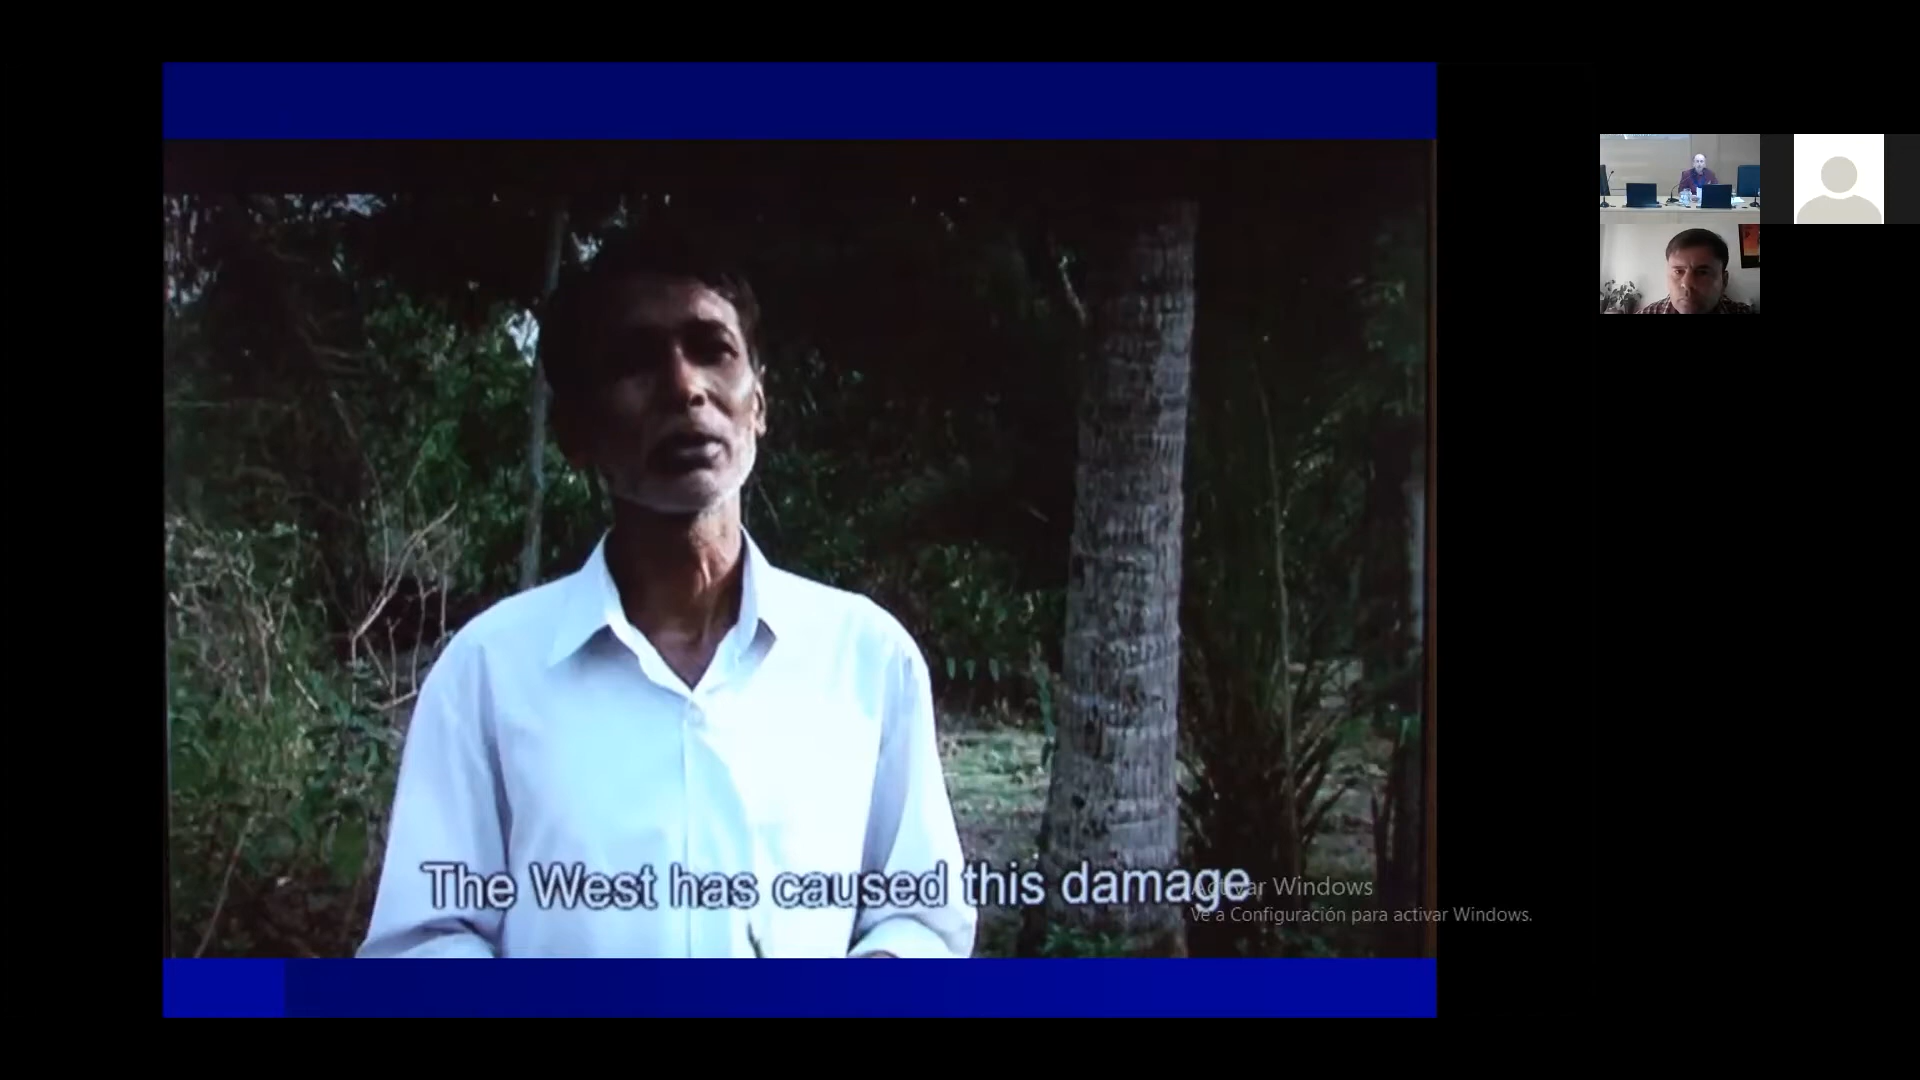 The West has caused this damage
Activar Windows
Ve a Configuración para activar Windows.